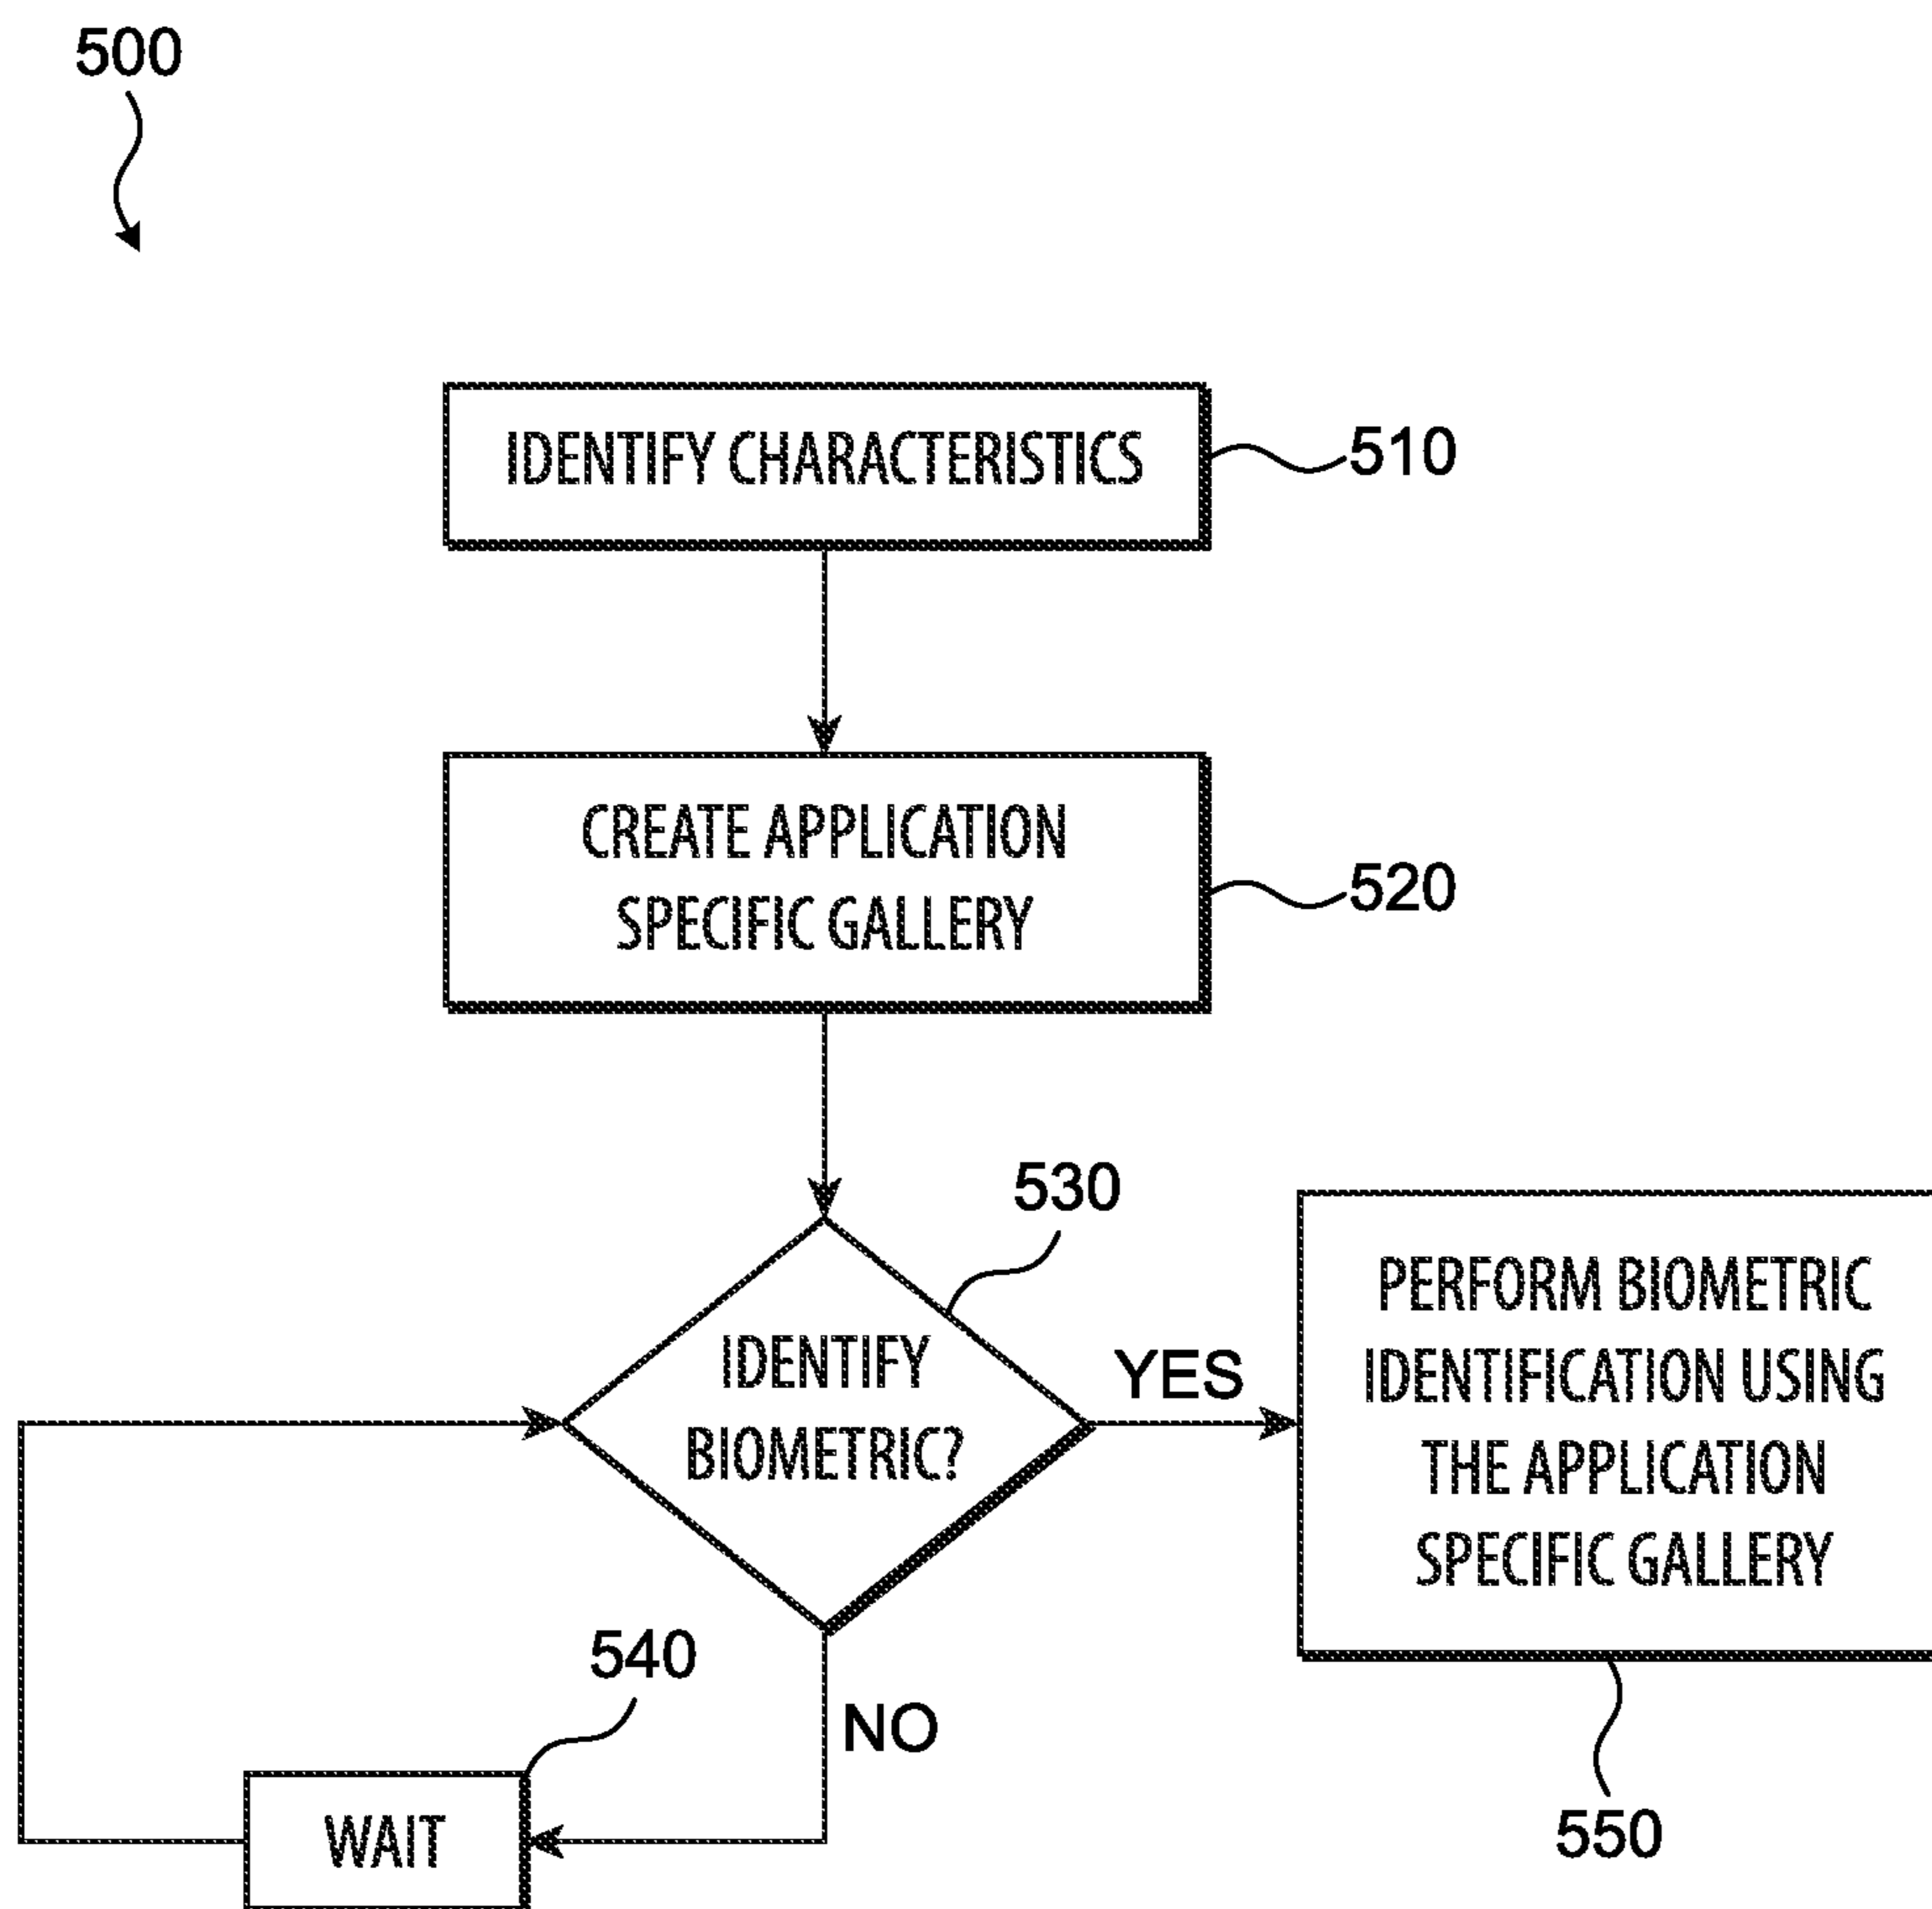 500
IDENTIFY CHARACTERISTICS
510
CREATE APPLICATION
SPECIFIC GALLERY
520
530
IDENTIFY
BIOMETRIC?
YES
PERFORM BIOMETRIC
IDENTIFICATION USING
THE APPLICATION
SPECIFIC GALLERY
540
NO
WAIT
550